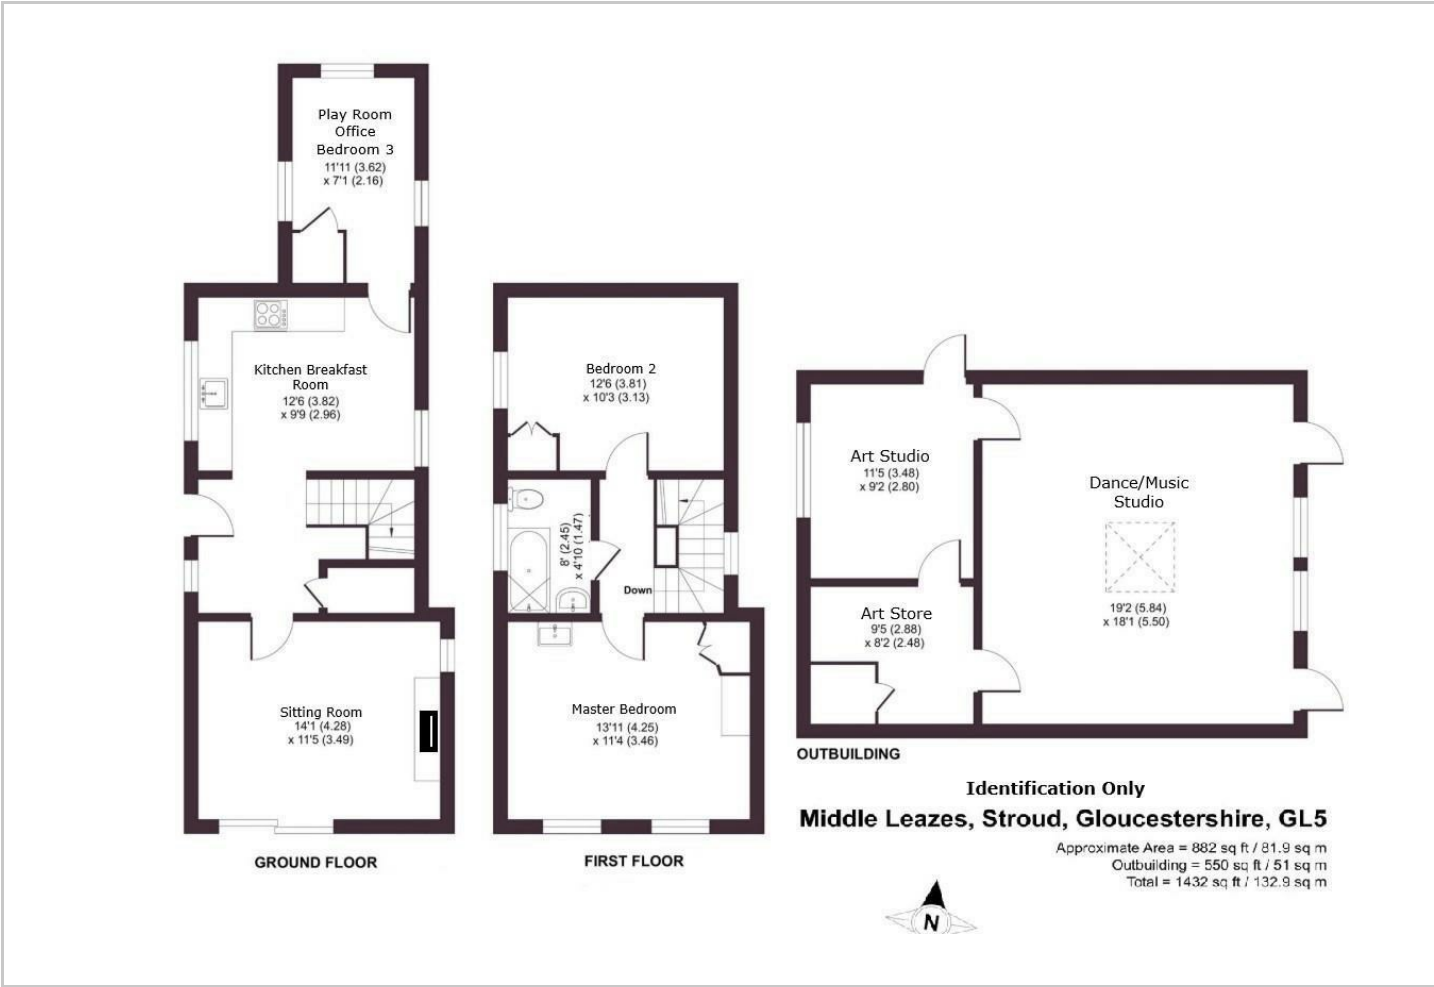 Play Room
Office
Bedroom 3
11'11 (3.62)
x 7'1 (2.16)
Kitchen Breakfast
Room
12'6 (3.82)
x 9'9 (2.96)
Sitting Room
14'1 (4.28)
x 11'5 (3.49)
GROUND FLOOR
Bedroom 2
12'6 (3.81)
x 10'3 (3.13)
8' (2.45)
x 4'10 (1.47)
Down
Master Bedroom
13'11 (4.25)
x 11'4 (3.46)
FIRST FLOOR
Art Studio
11'5 (3.48)
x 9'2 (2.80)
Dance/Music
Studio
19'2 (5.84)
x 18'1 (5.50)
Art Store
9'5 (2.88)
x 8'2 (2.48)
OUTBUILDING
Identification Only
Middle Leazes, Stroud, Gloucestershire, GL5
Approximate Area = 882 sq ft / 81.9 sq m
Outbuilding = 550 sq ft / 51 sq m
Total = 1432 sq ft / 132.9 sq m
N